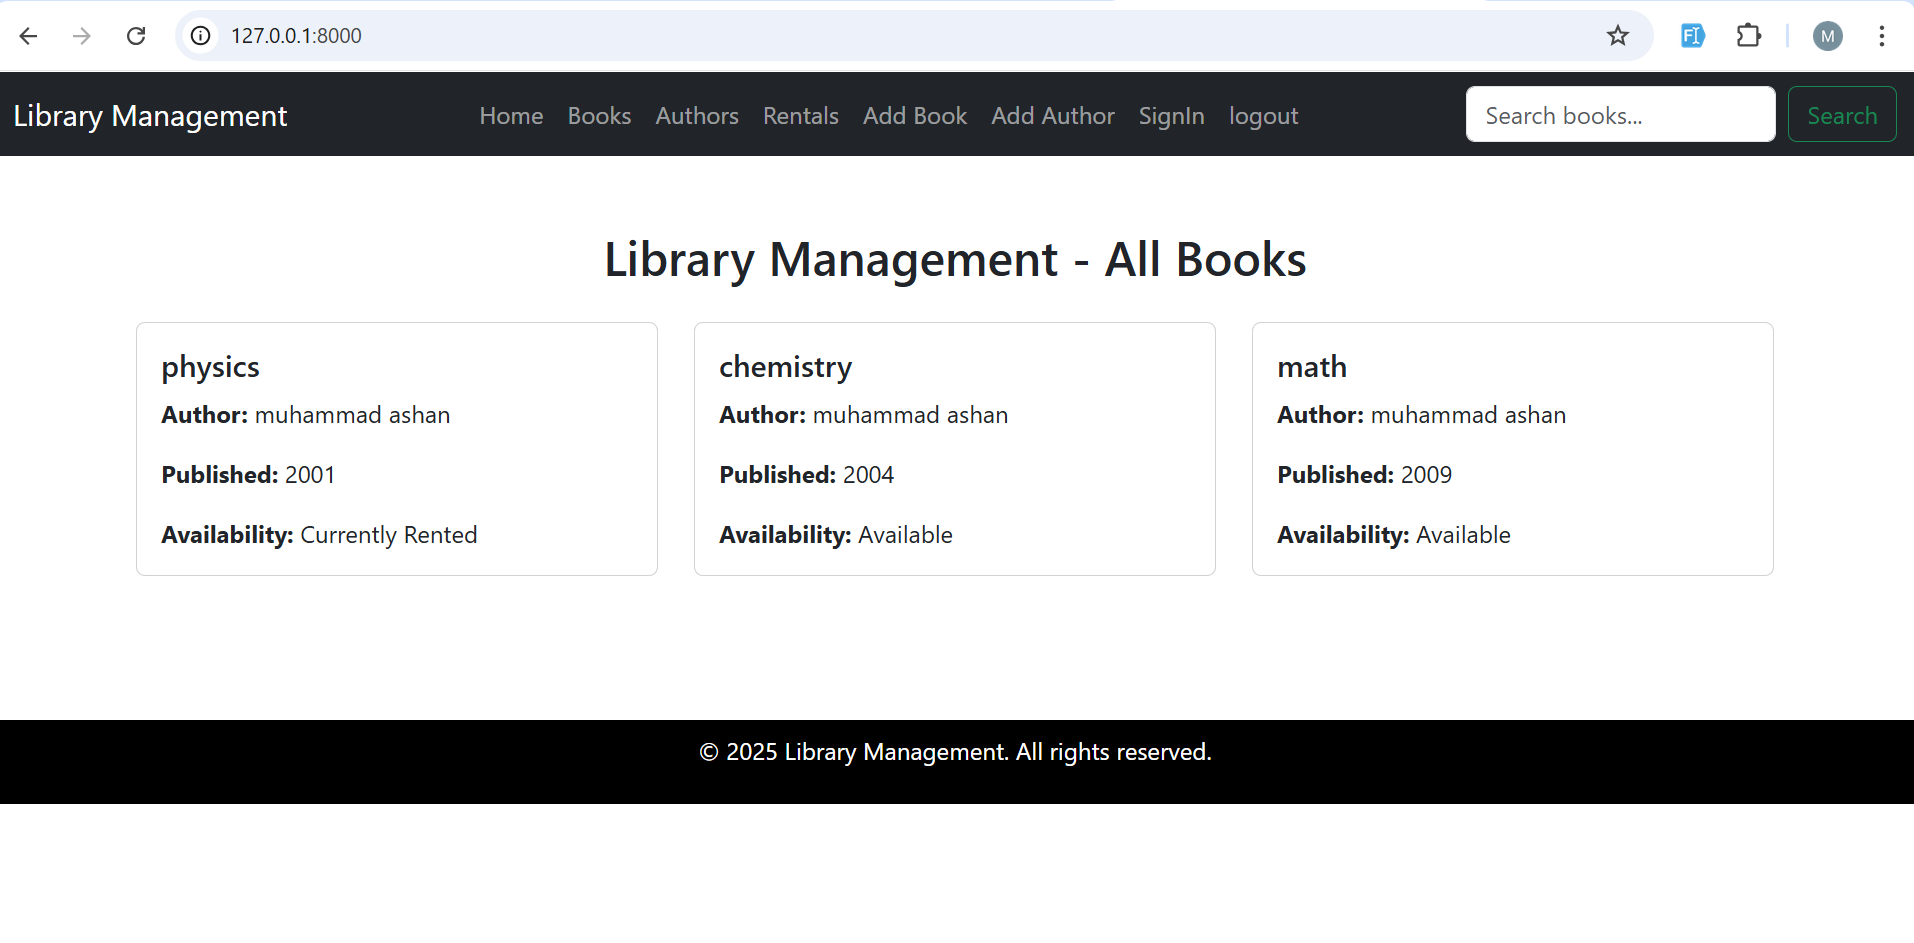 127.0.0.1:8000
M
Library Management
Home Books Authors Rentals Add Book Add Author SignIn logout
Search books...
Search
Library Management - All Books
physics
Author: muhammad ashan
Published: 2001
Availability: Currently Rented
chemistry
Author: muhammad ashan
Published: 2004
Availability: Available
math
Author: muhammad ashan
Published: 2009
Availability: Available
© 2025 Library Management. All rights reserved.